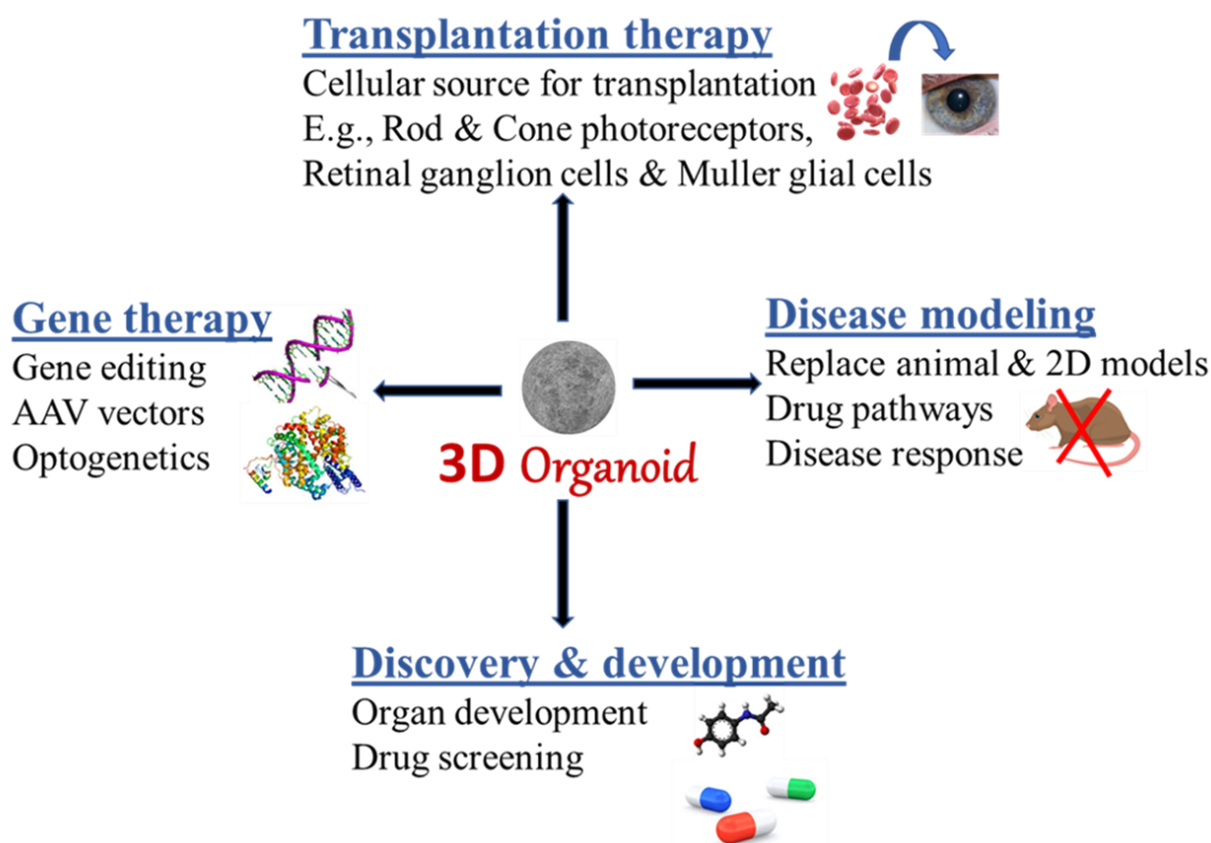 Transplantation therapy
Cellular source for transplantation
E.g., Rod & Cone photoreceptors,
Retinal ganglion cells & Muller glial cells
Gene therapy
Gene editing
AAV vectors
Optogenetics
Disease modeling
Replace animal & 2D models
Drug pathways
Disease response
3D Organoid
Discovery & development
Organ development
Drug screening